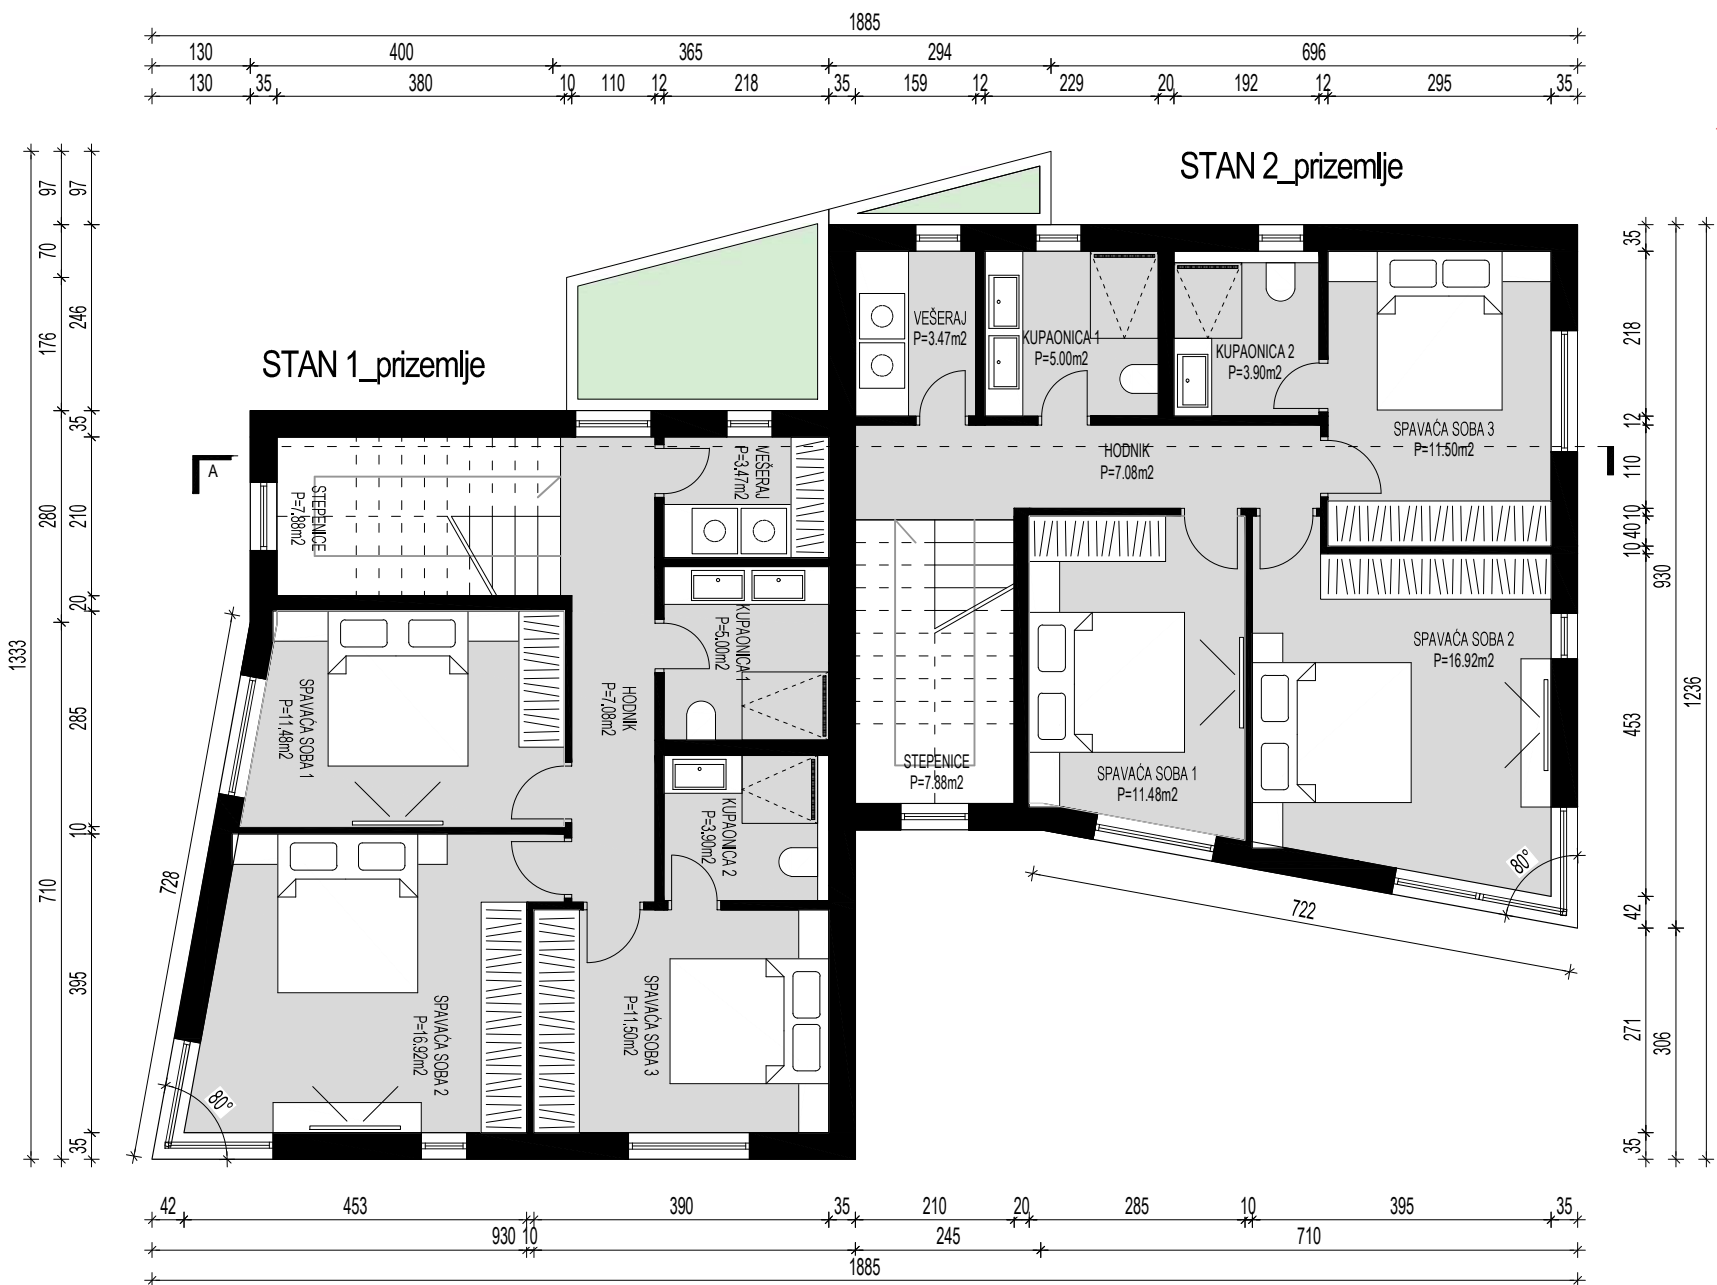 1885
130 400 365 294 696
130 35 380 10 110 12 218 35 159 12 229 20 192 12 295 35
STAN 2_prizemlje
STAN 1_prizemlje
1333
97 70 176 280 710
97 246 35 210 20 285 10 395 35
A
STEPENICE
P=7.88m2
VEŠERAJ
P=3.47m2
KUPAONICA 1
P=5.00m2
HODNIK
P=7.08m2
SPAVAĆA SOBA 1
P=11.48m2
KUPAONICA 2
P=3.90m2
SPAVAĆA SOBA 2
P=16.92m2
SPAVAĆA SOBA 3
P=11.50m2
728
80°
VEŠERAJ
P=3.47m2
KUPAONICA 1
P=5.00m2
KUPAONICA 2
P=3.90m2
SPAVAĆA SOBA 3
P=11.50m2
HODNIK
P=7.08m2
SPAVAĆA SOBA 2
P=16.92m2
STEPENICE
P=7.88m2
SPAVAĆA SOBA 1
P=11.48m2
80°
722
35 218 12 110 10 40 10 453 42 271 35
930 306
1236
42 453 390 35 210 20 285 10 395 35
930 10 245 710
1885